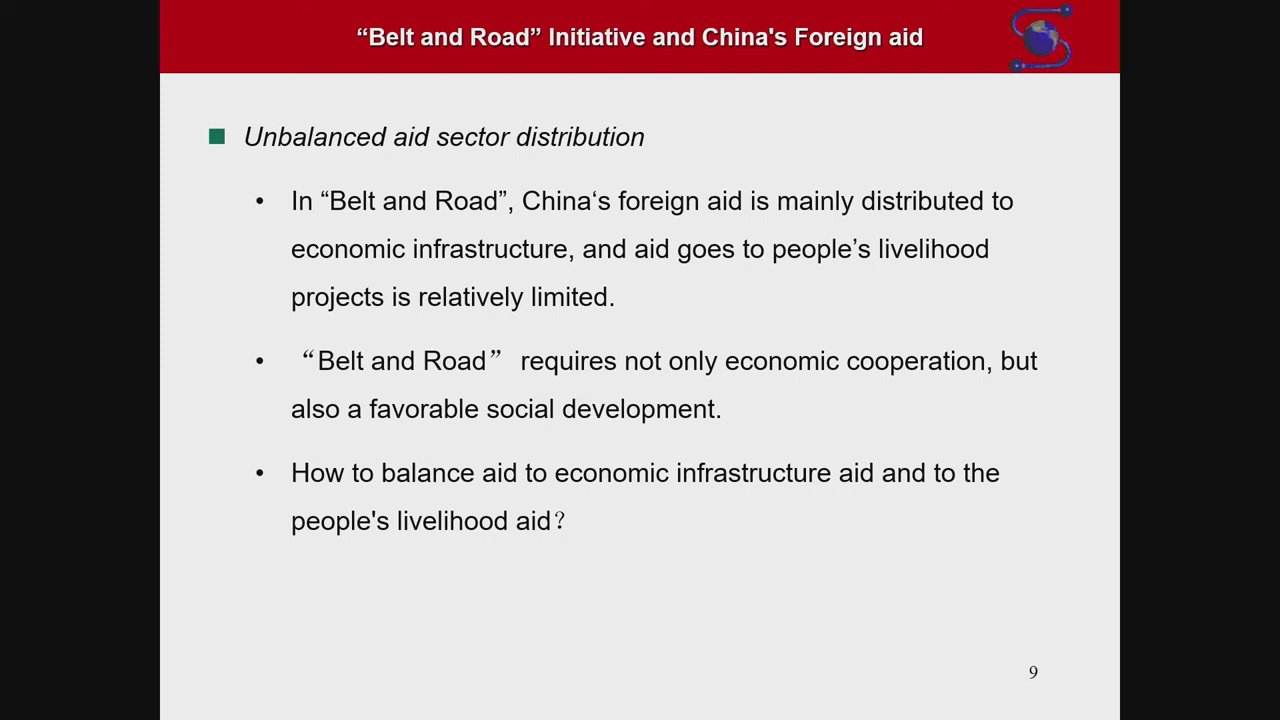 “Belt and Road” Initiative and China's Foreign aid
Unbalanced aid sector distribution
• In “Belt and Road”, China‘s foreign aid is mainly distributed to
economic infrastructure, and aid goes to people’s livelihood
projects is relatively limited.
• “Belt and Road” requires not only economic cooperation, but
also a favorable social development.
• How to balance aid to economic infrastructure aid and to the
people's livelihood aid?
9